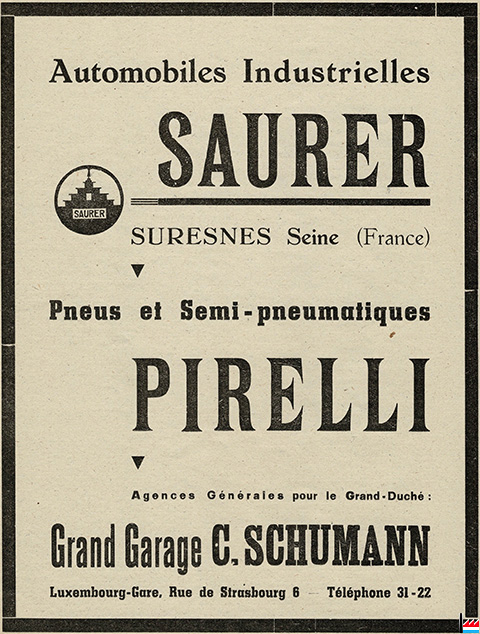 Automobiles Industrielles
SAURER
SAURER
SURESNES Seine (France)
Pneus et Semi-pneumatiques
PIRELLI
Agences Générales pour le Grand-Duché:
Grand Garage C. SCHUMANN
Luxembourg-Gare, Rue de Strasbourg 6 Téléphone 31-22